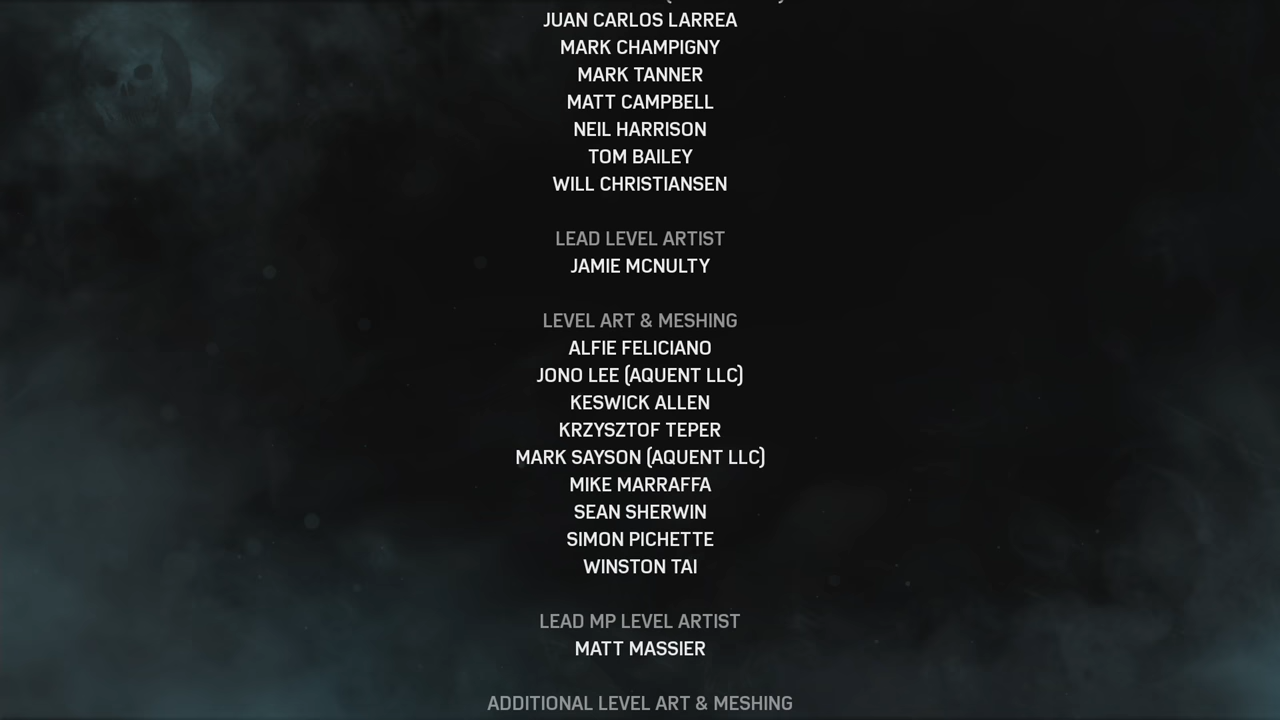 JUAN CARLOS LARREA
MARK CHAMPIGNY
MARK TANNER
MATT CAMPBELL
NEIL HARRISON
TOM BAILEY
WILL CHRISTIANSEN
LEAD LEVEL ARTIST
JAMIE MCNULTY
LEVEL ART & MESHING
ALFIE FELICIANO
JONO LEE (AQUENT LLC)
KESWICK ALLEN
KRZYSZTOF TEPER
MARK SAYSON (AQUENT LLC)
MIKE MARRAFFA
SEAN SHERWIN
SIMON PICHETTE
WINSTON TAI
LEAD MP LEVEL ARTIST
MATT MASSIER
ADDITIONAL LEVEL ART & MESHING